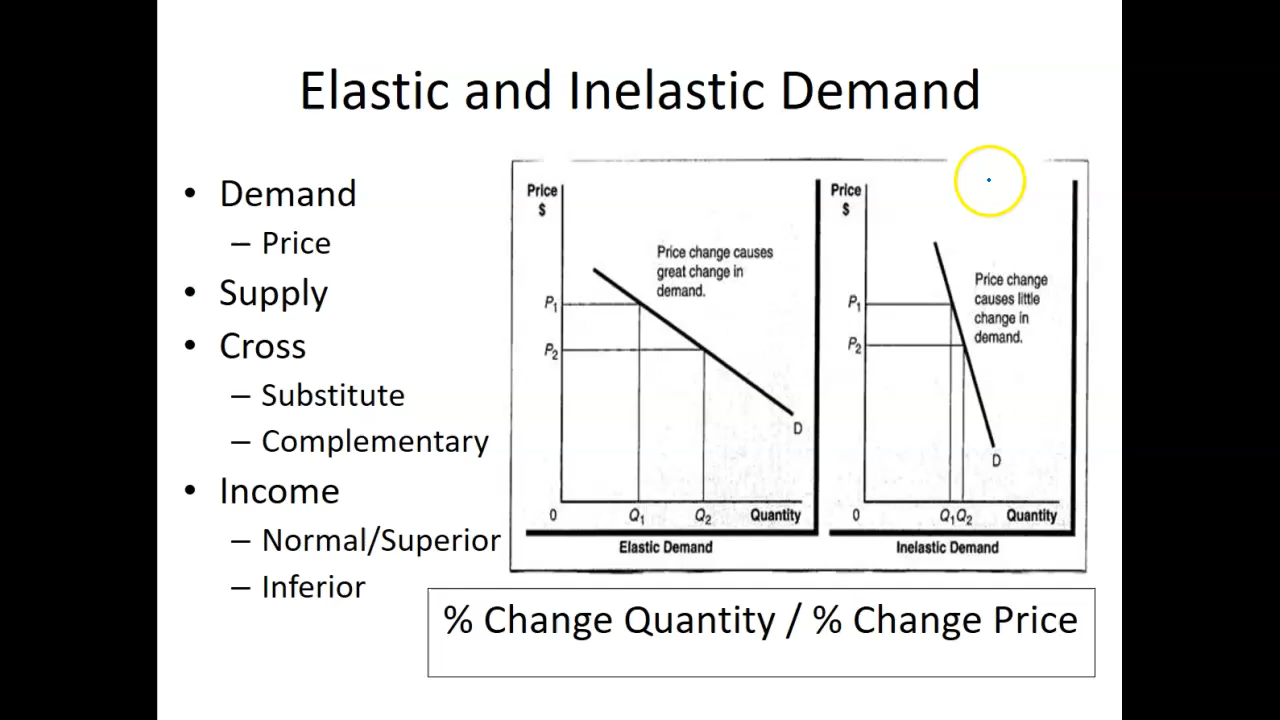 Elastic and Inelastic Demand
• Demand
– Price
• Supply
• Cross
– Substitute
– Complementary
• Income
– Normal/Superior
– Inferior
Price
$
Price change causes
great change in
demand.
P1
P2
D
0
Q1
Q2
Quantity
Elastic Demand
Price
$
Price change
causes little
change in
demand.
P1
P2
D
0
Q1
Q2
Quantity
Inelastic Demand
% Change Quantity / % Change Price